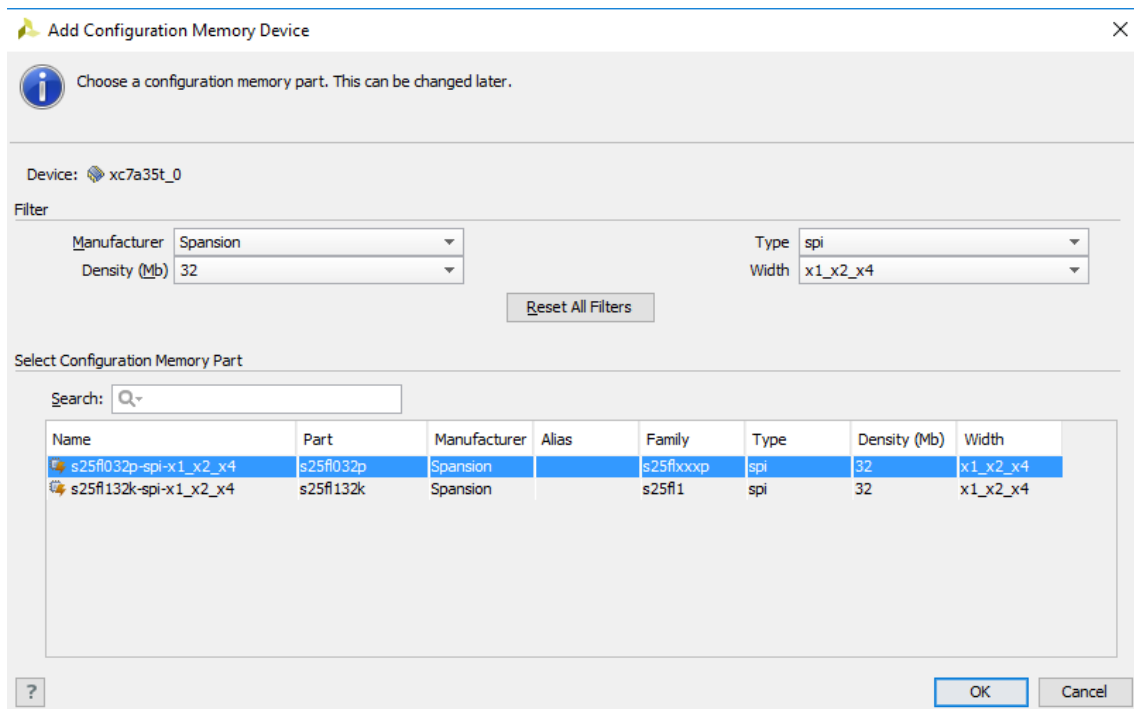 Add Configuration Memory Device
Choose a configuration memory part. This can be changed later.
Device: xc7a35t_0
Filter
Manufacturer Spansion Type spi
Density (Mb) 32 Width x1_x2_x4
Reset All Filters
Select Configuration Memory Part
Search:
Name Part Manufacturer Alias Family Type Density (Mb) Width
s25fl032p-spi-x1_x2_x4 s25fl032p Spansion s25flxxxp spi 32 x1_x2_x4
s25fl132k-spi-x1_x2_x4 s25fl132k Spansion s25fl1 spi 32 x1_x2_x4
? OK Cancel